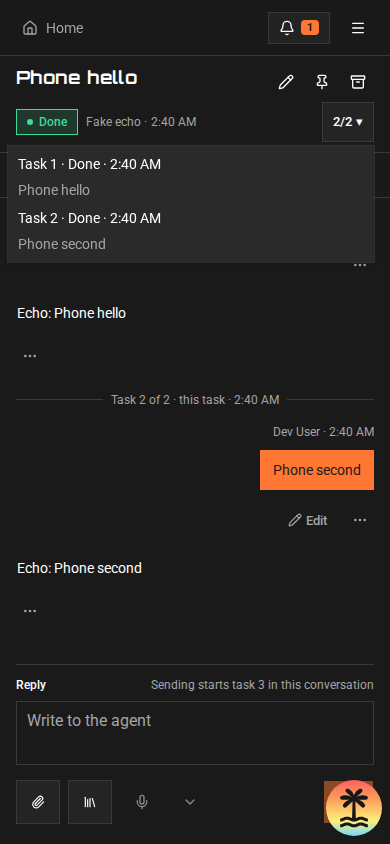 Home
1
Phone hello
Done
Fake echo · 2:40 AM
2/2 ▾
Task 1 · Done · 2:40 AM
Phone hello
Task 2 · Done · 2:40 AM
Phone second
Echo: Phone hello
Task 2 of 2 · this task · 2:40 AM
Dev User · 2:40 AM
Phone second
Edit
Echo: Phone second
Reply
Sending starts task 3 in this conversation
Write to the agent